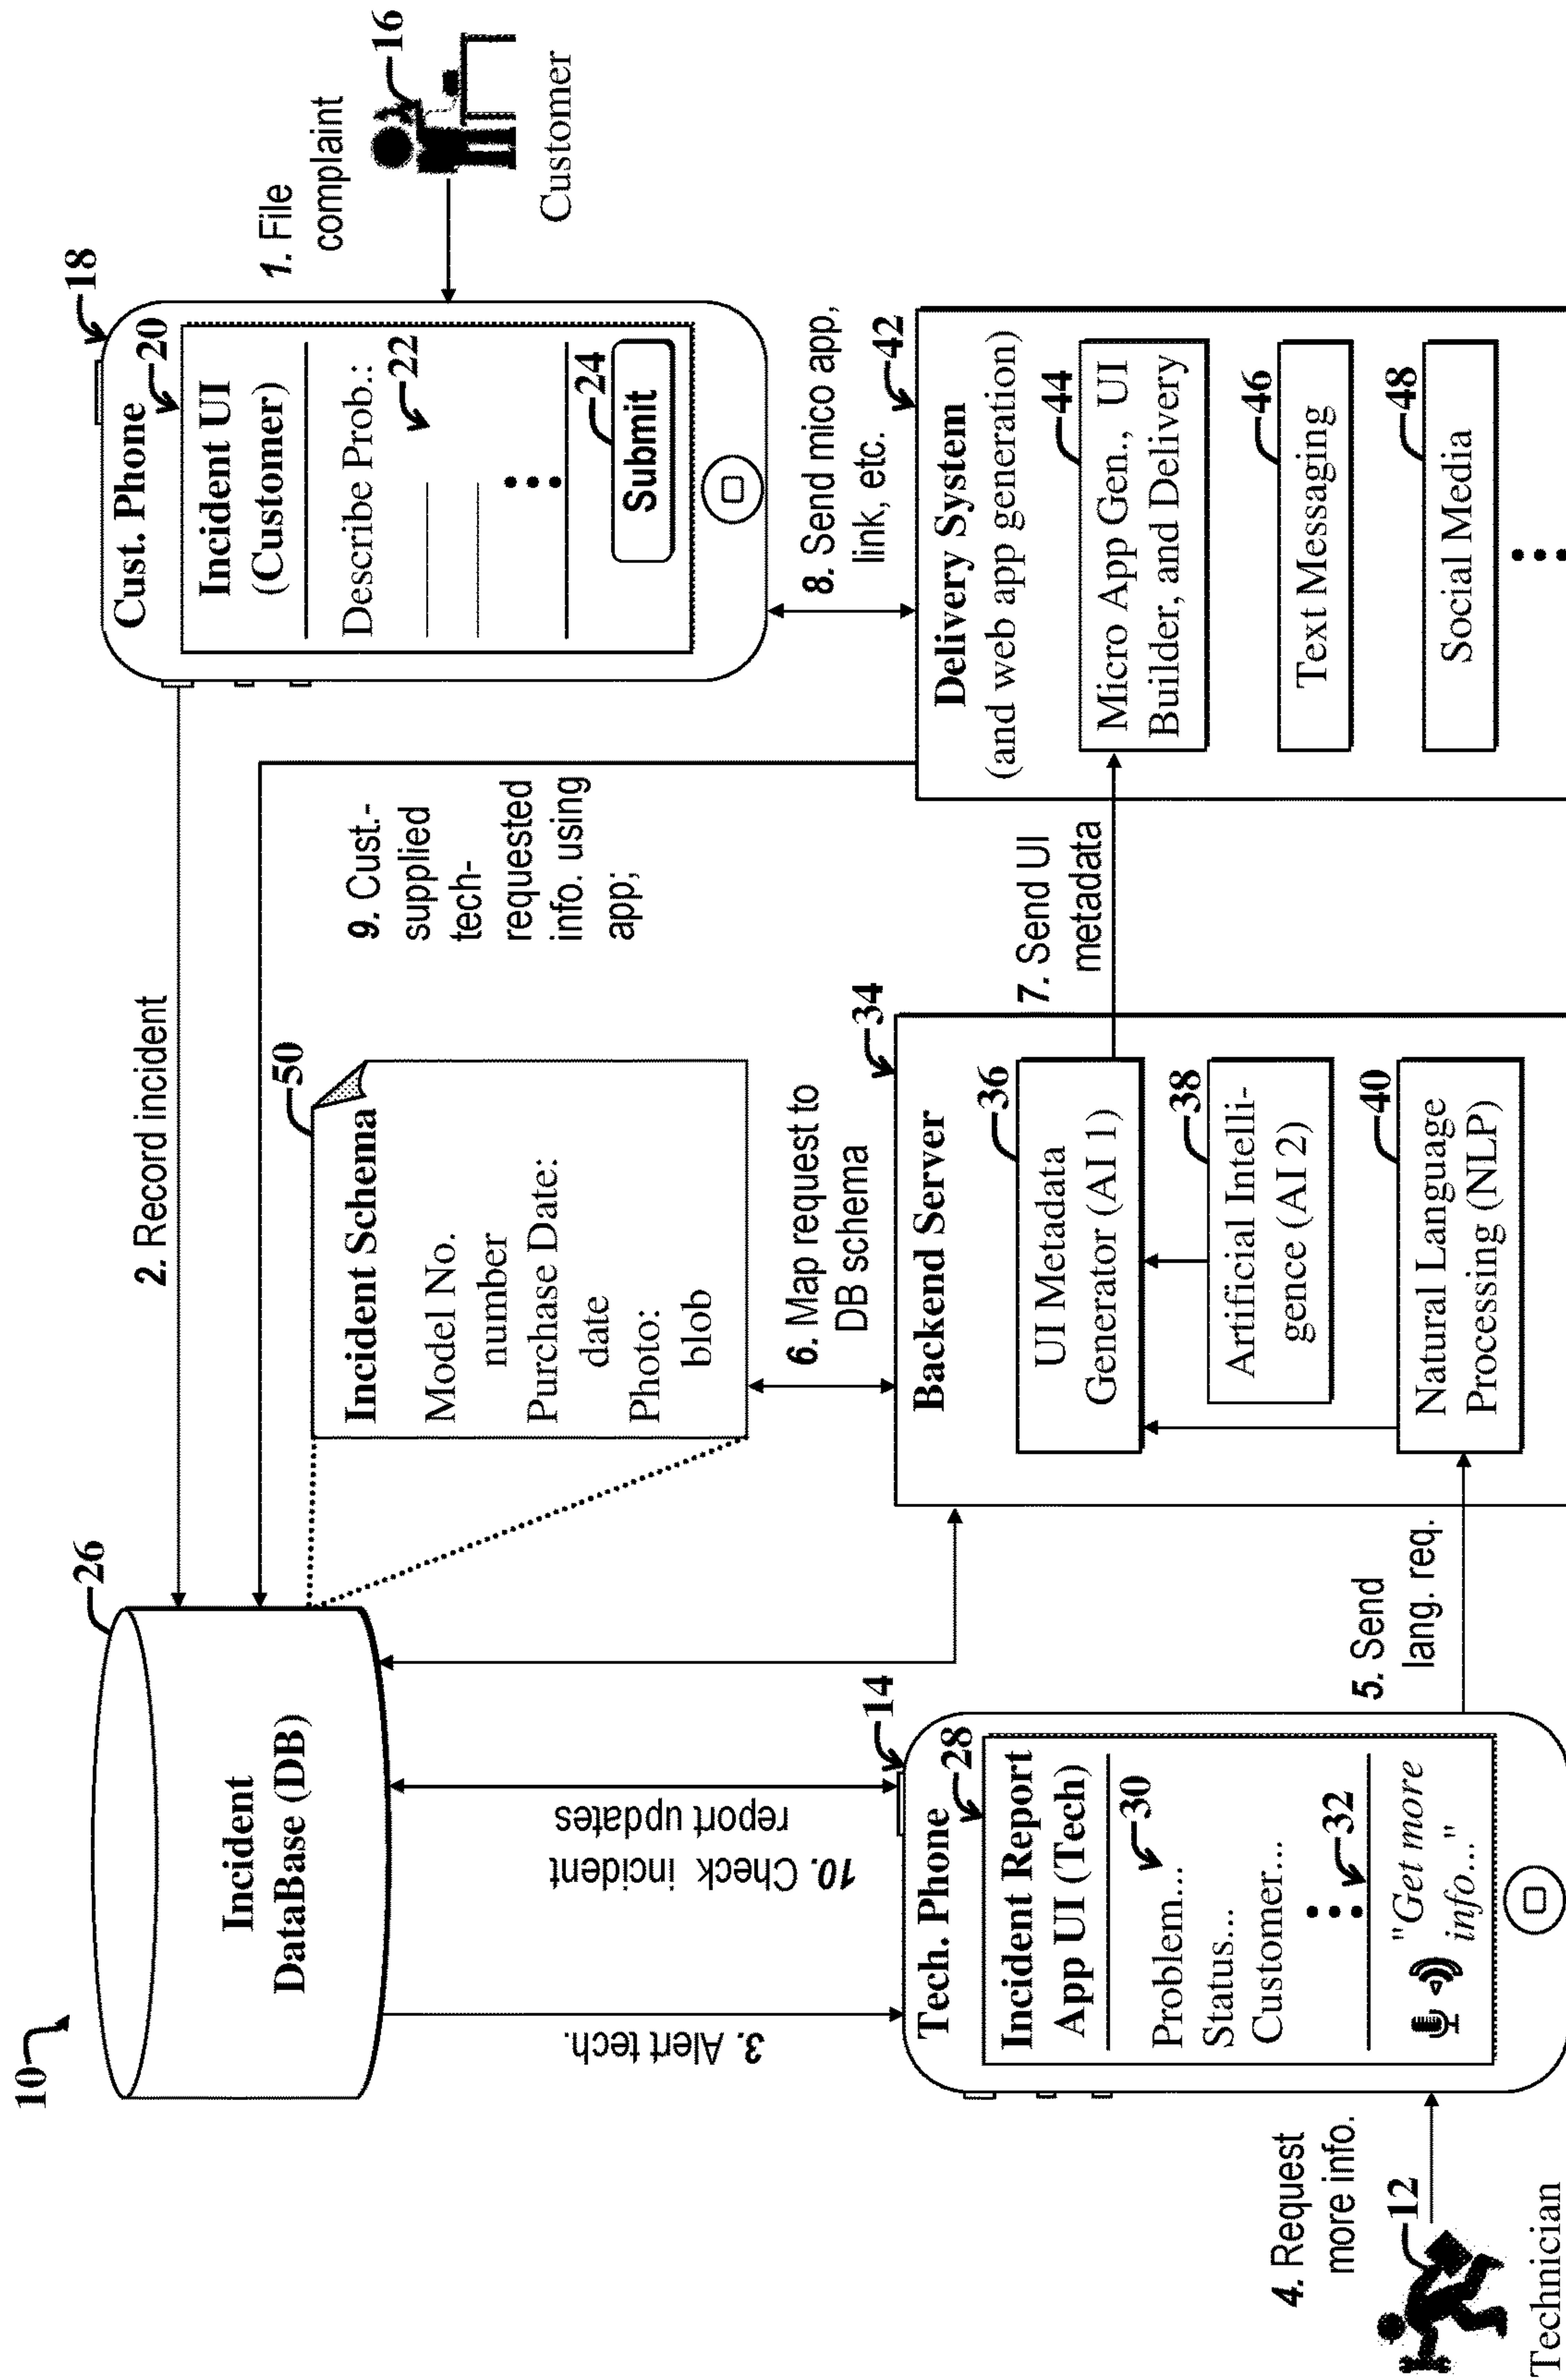 10
Incident
DataBase (DB)
26
2. Record incident
Cust. Phone
18
20
Incident UI
(Customer)
Describe Prob.:
22
24
Submit
1. File
complaint
16
Customer
50
Incident Schema
Model No.
number
Purchase Date:
date
Photo:
blob
9. Cust.-
supplied
tech-
requested
info. using
app;
3. Alert tech.
10. Check incident
report updates
6. Map request to
DB schema
8. Send mico app,
link, etc.
4. Request
more info.
12
Technician
14
Tech. Phone
28
Incident Report
App UI (Tech)
Problem...
30
Status...
Customer...
32
"Get more
info..."
5. Send
lang. req.
34
Backend Server
36
UI Metadata
Generator (AI 1)
38
Artificial Intelli-
gence (AI 2)
40
Natural Language
Processing (NLP)
7. Send UI
metadata
42
Delivery System
(and web app generation)
44
Micro App Gen., UI
Builder, and Delivery
46
Text Messaging
48
Social Media